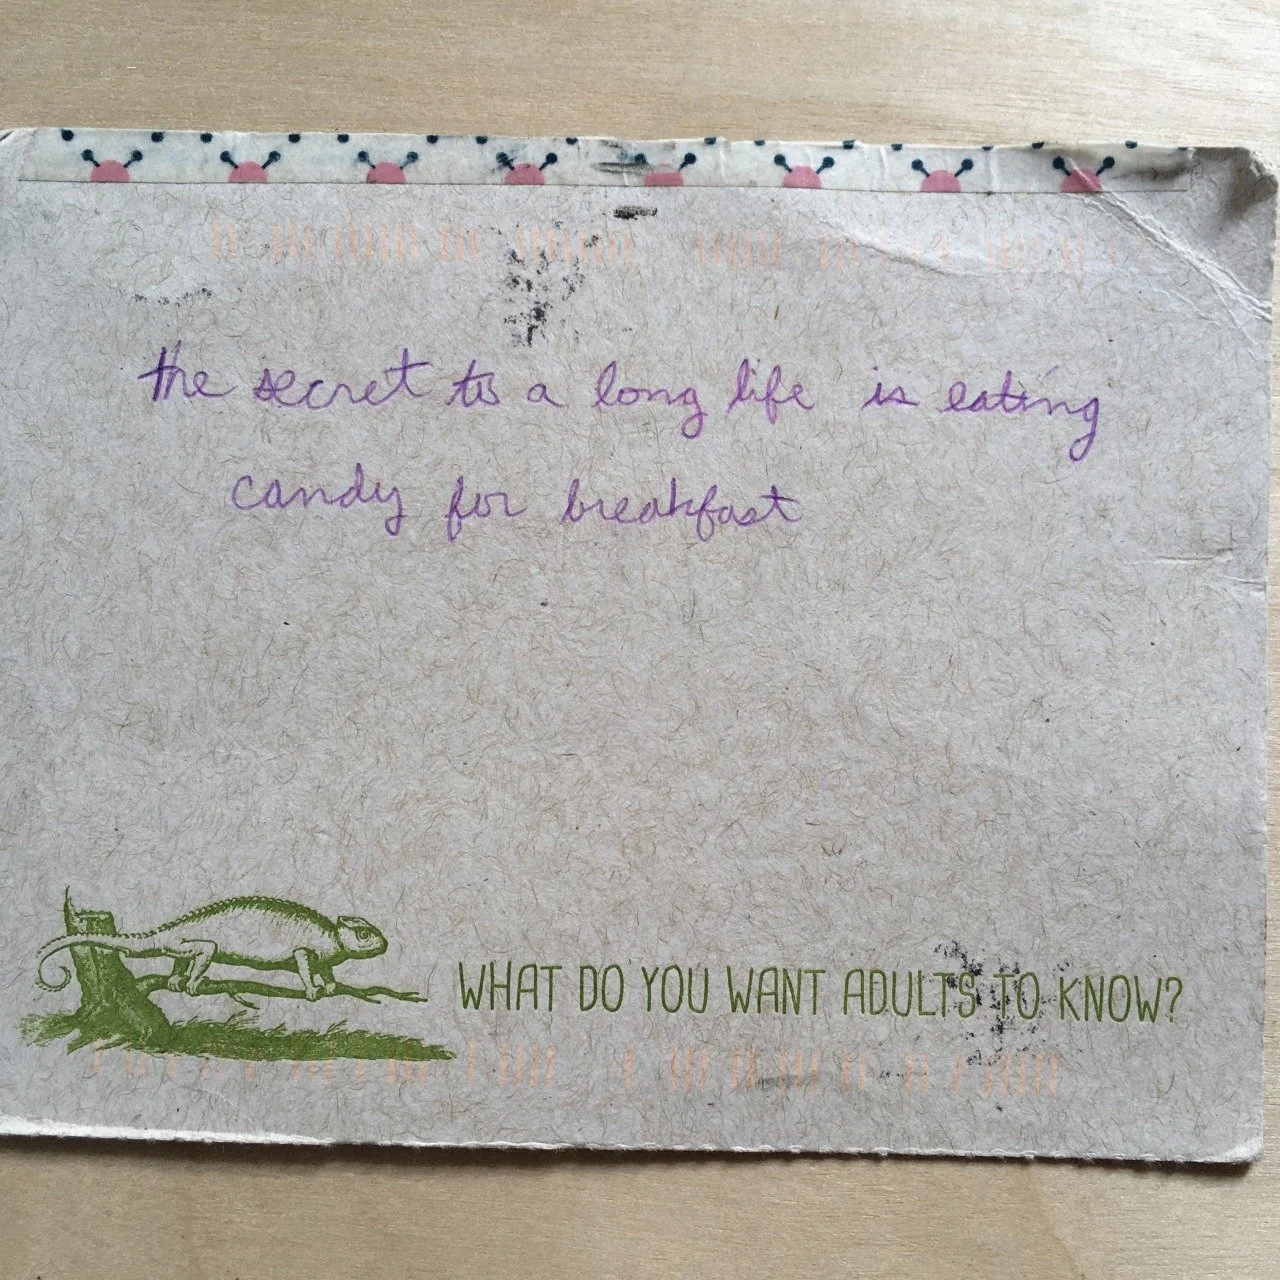 the secret to a long life is eating
candy for breakfast
WHAT DO YOU WANT ADULTS TO KNOW?